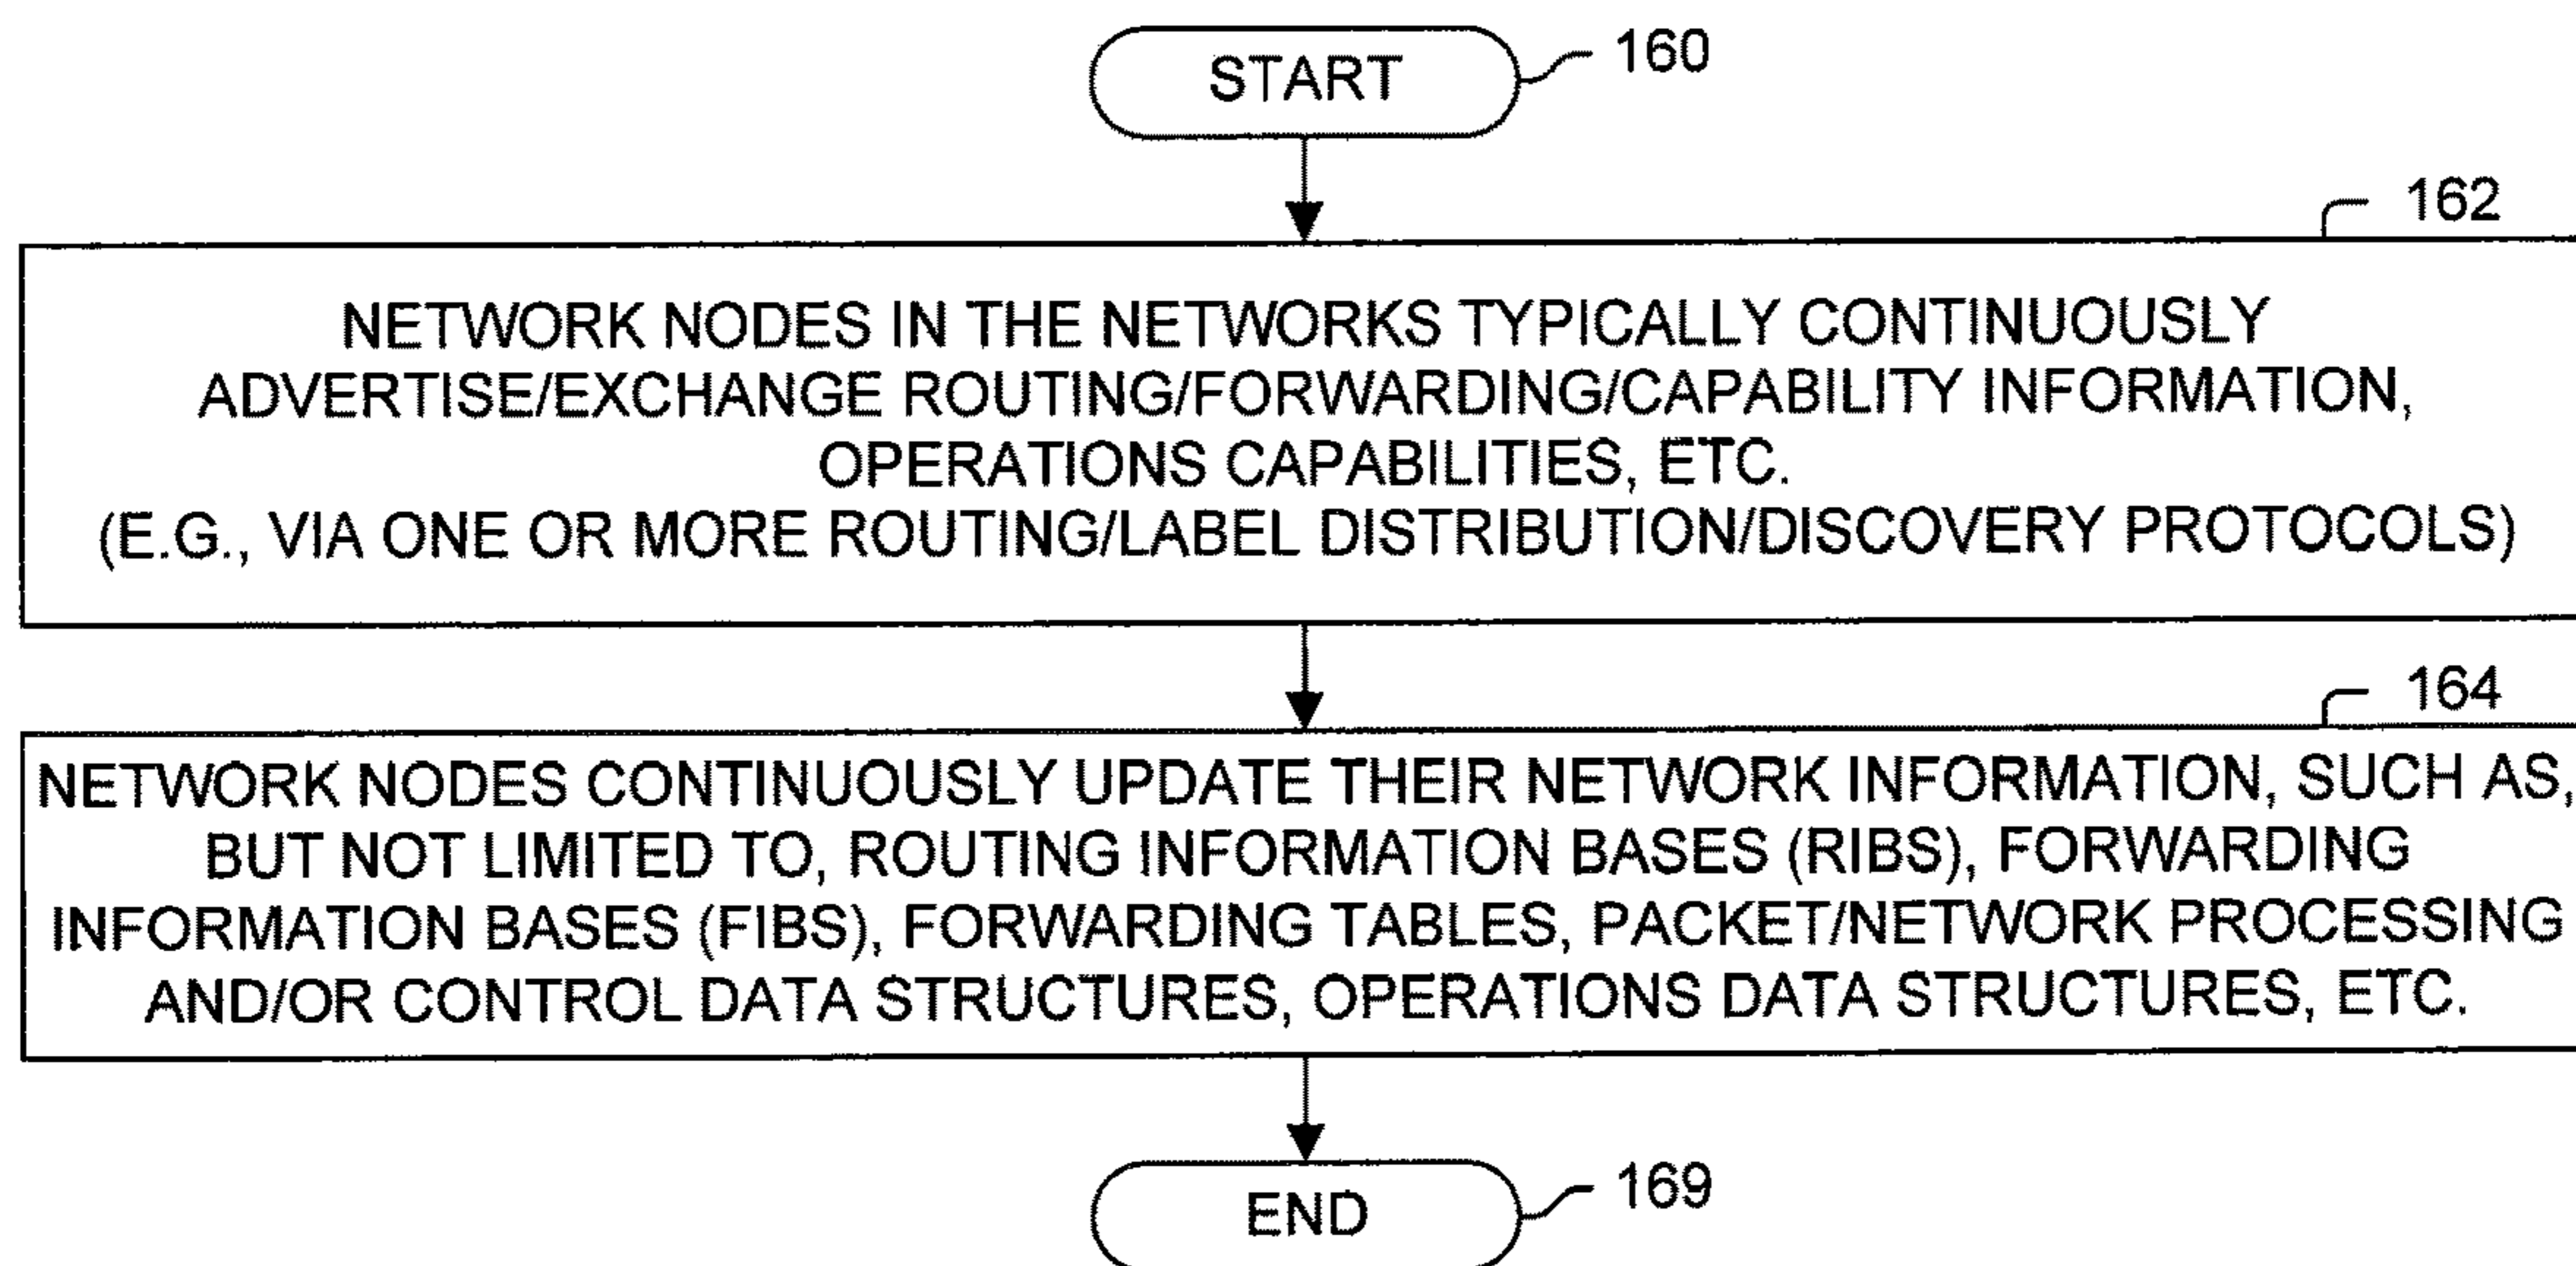 START
160
162
NETWORK NODES IN THE NETWORKS TYPICALLY CONTINUOUSLY
ADVERTISE/EXCHANGE ROUTING/FORWARDING/CAPABILITY INFORMATION,
OPERATIONS CAPABILITIES, ETC.
(E.G., VIA ONE OR MORE ROUTING/LABEL DISTRIBUTION/DISCOVERY PROTOCOLS)
164
NETWORK NODES CONTINUOUSLY UPDATE THEIR NETWORK INFORMATION, SUCH AS,
BUT NOT LIMITED TO, ROUTING INFORMATION BASES (RIBS), FORWARDING
INFORMATION BASES (FIBS), FORWARDING TABLES, PACKET/NETWORK PROCESSING
AND/OR CONTROL DATA STRUCTURES, OPERATIONS DATA STRUCTURES, ETC.
END
169